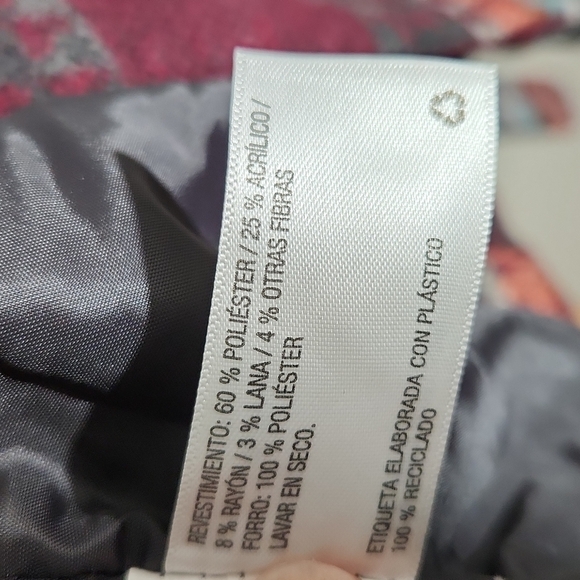 REVESTIMIENTO: 60 % POLIÉSTER / 25 % ACRÍLICO /
8 % RAYÓN / 3 % LANA / 4 % OTRAS FIBRAS
FORRO: 100 % POLIÉSTER
LAVAR EN SECO.
ETIQUETA ELABORADA CON PLÁSTICO
100 % RECICLADO